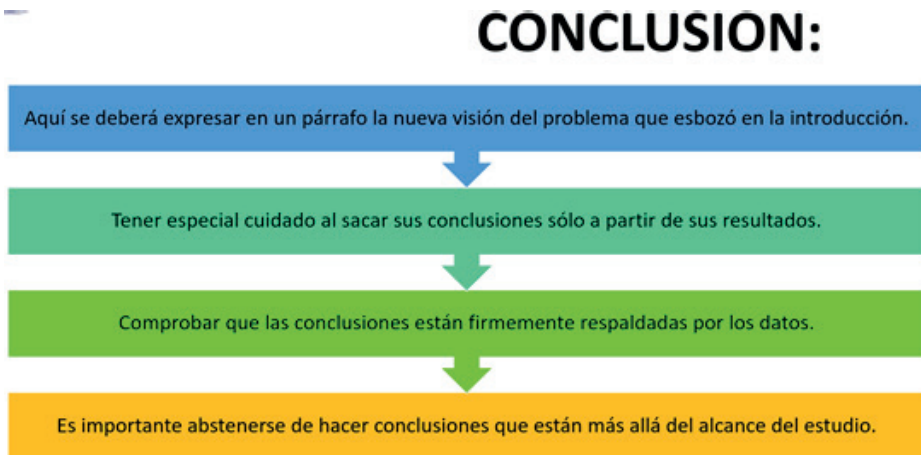 CONCLUSION:
Aquí se deberá expresar en un párrafo la nueva visión del problema que esbozó en la introducción.
Tener especial cuidado al sacar sus conclusiones sólo a partir de sus resultados.
Comprobar que las conclusiones están firmemente respaldadas por los datos.
Es importante abstenerse de hacer conclusiones que están más allá del alcance del estudio.